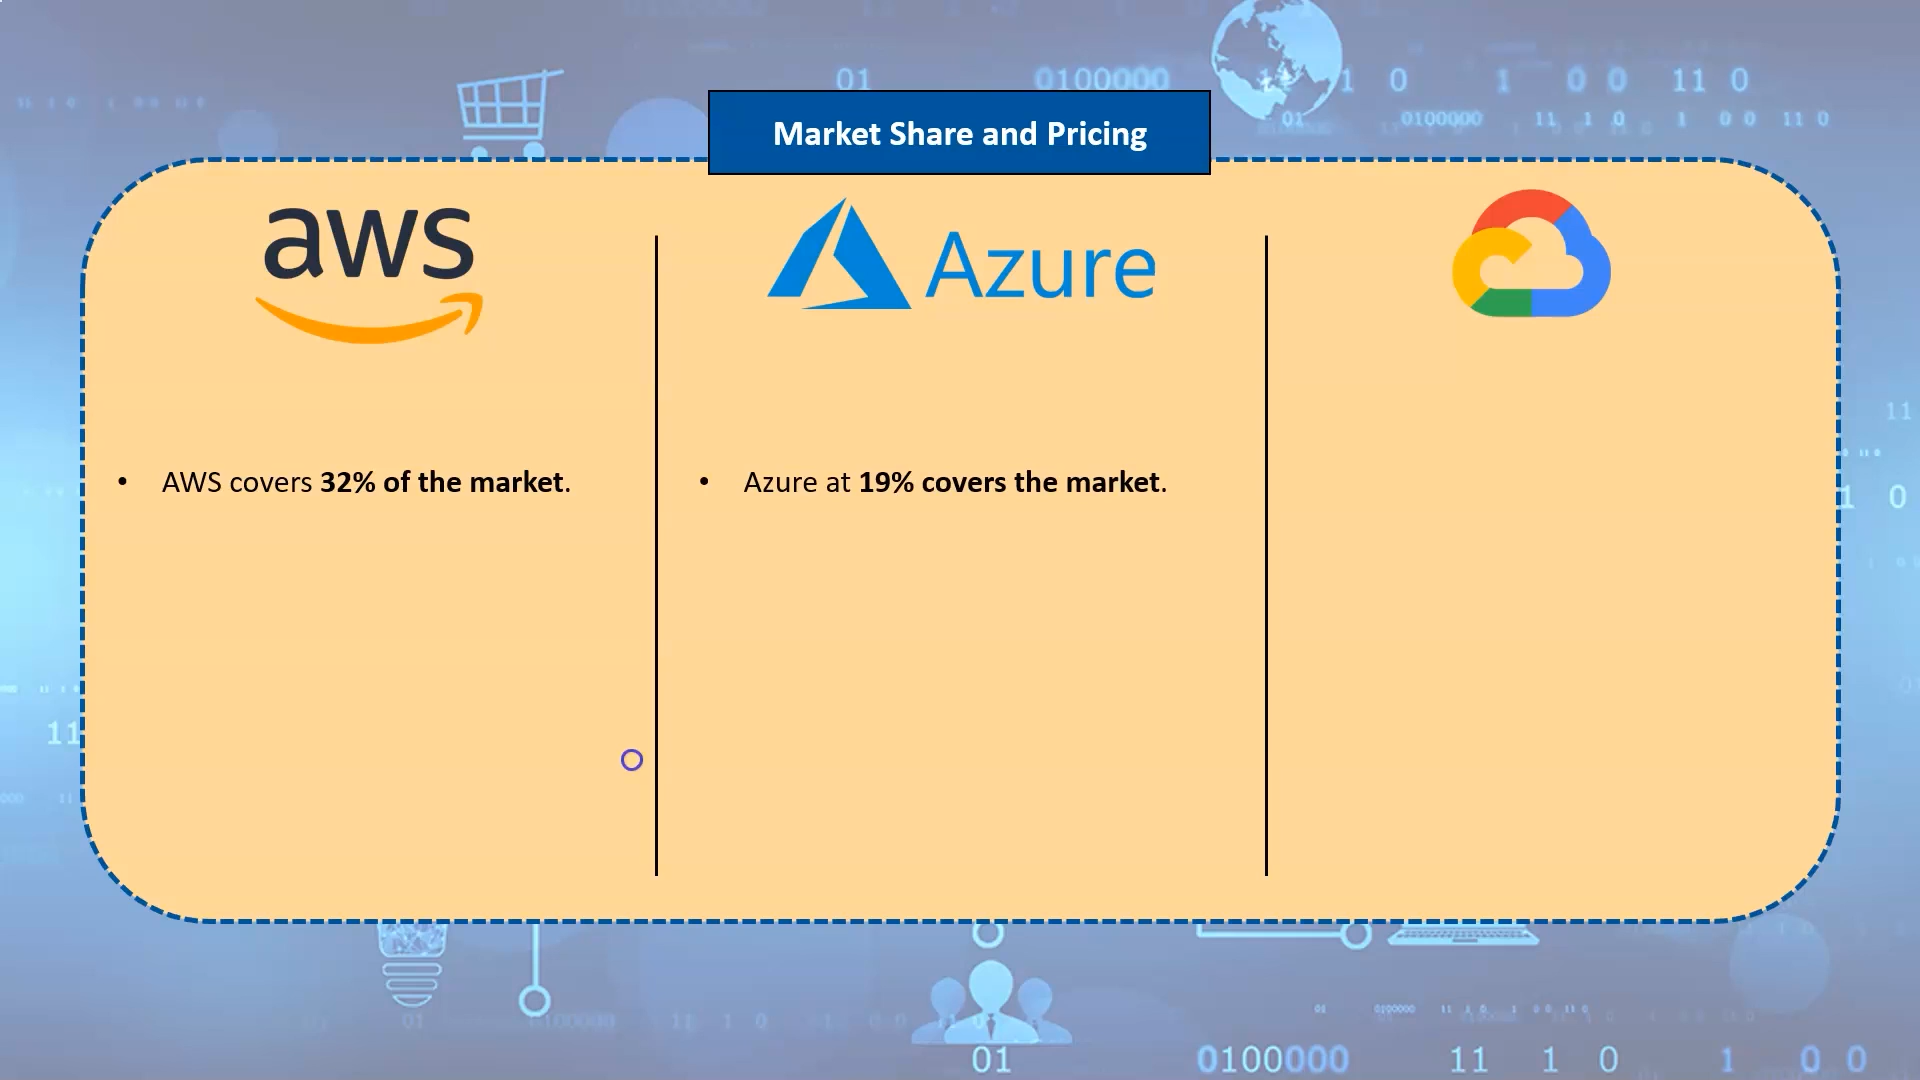 01 0100000 11 1 0 1 0 0 11 0
01 0100000 11 1 0 1 0 0 11 0
Market Share and Pricing
aws
Azure
• AWS covers 32% of the market.
• Azure at 19% covers the market.
11
1 0
11
01 0100000 11 1 0 1 0 0